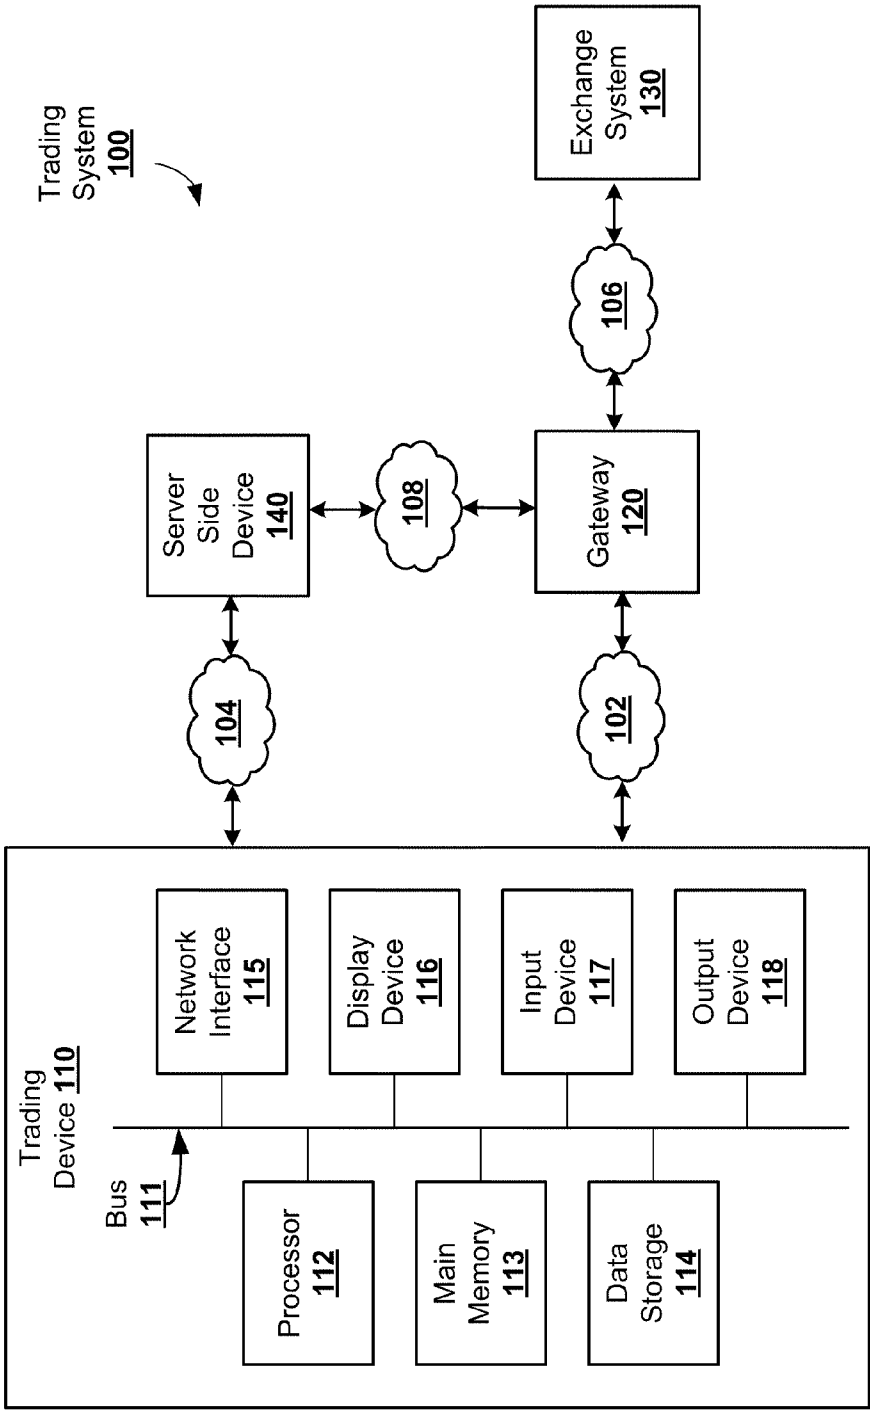 Trading
System
100
Trading
Device 110
Bus
111
Processor
112
Main
Memory
113
Data
Storage
114
Network
Interface
115
Display
Device
116
Input
Device
117
Output
Device
118
104
102
Server
Side
Device
140
108
Gateway
120
106
Exchange
System
130